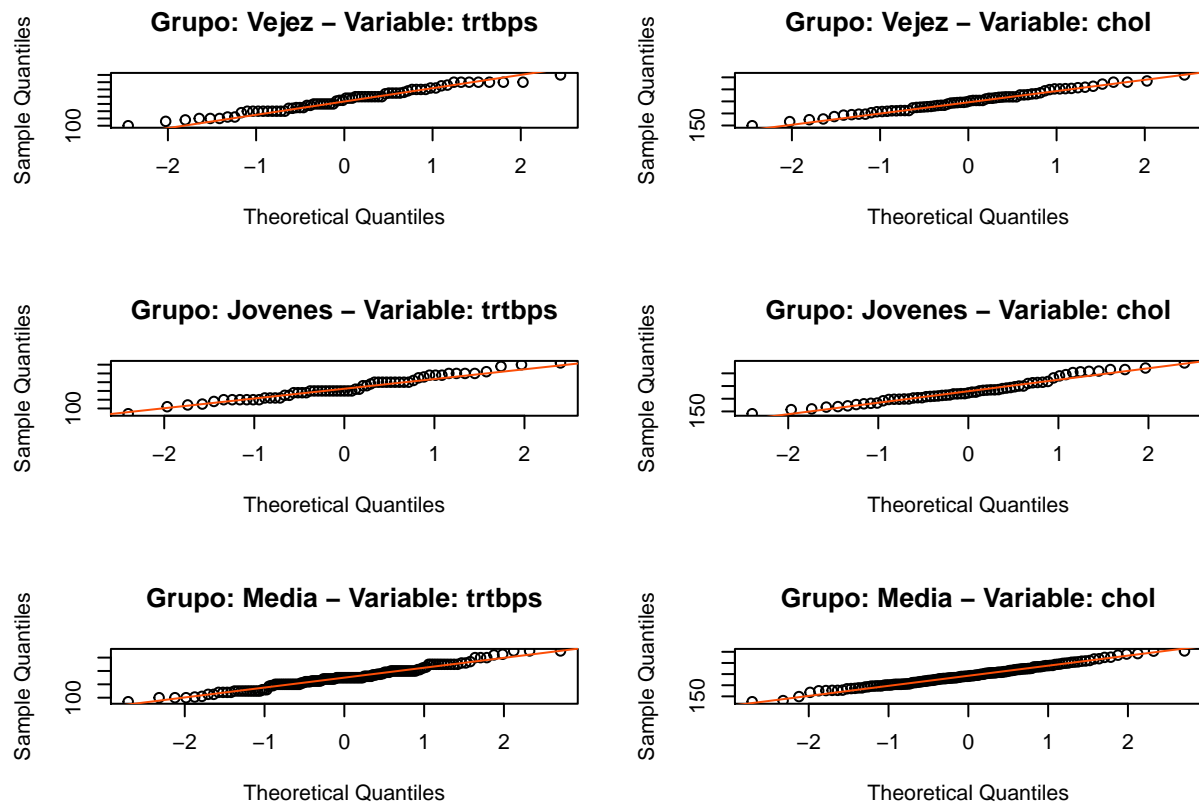 Grupo: Vejez – Variable: trtbps
Sample Quantiles
100
−2 −1 0 1 2
Theoretical Quantiles
Grupo: Vejez – Variable: chol
Sample Quantiles
150
−2 −1 0 1 2
Theoretical Quantiles
Grupo: Jovenes – Variable: trtbps
Sample Quantiles
100
−2 −1 0 1 2
Theoretical Quantiles
Grupo: Jovenes – Variable: chol
Sample Quantiles
150
−2 −1 0 1 2
Theoretical Quantiles
Grupo: Media – Variable: trtbps
Sample Quantiles
100
−2 −1 0 1 2
Theoretical Quantiles
Grupo: Media – Variable: chol
Sample Quantiles
150
−2 −1 0 1 2
Theoretical Quantiles